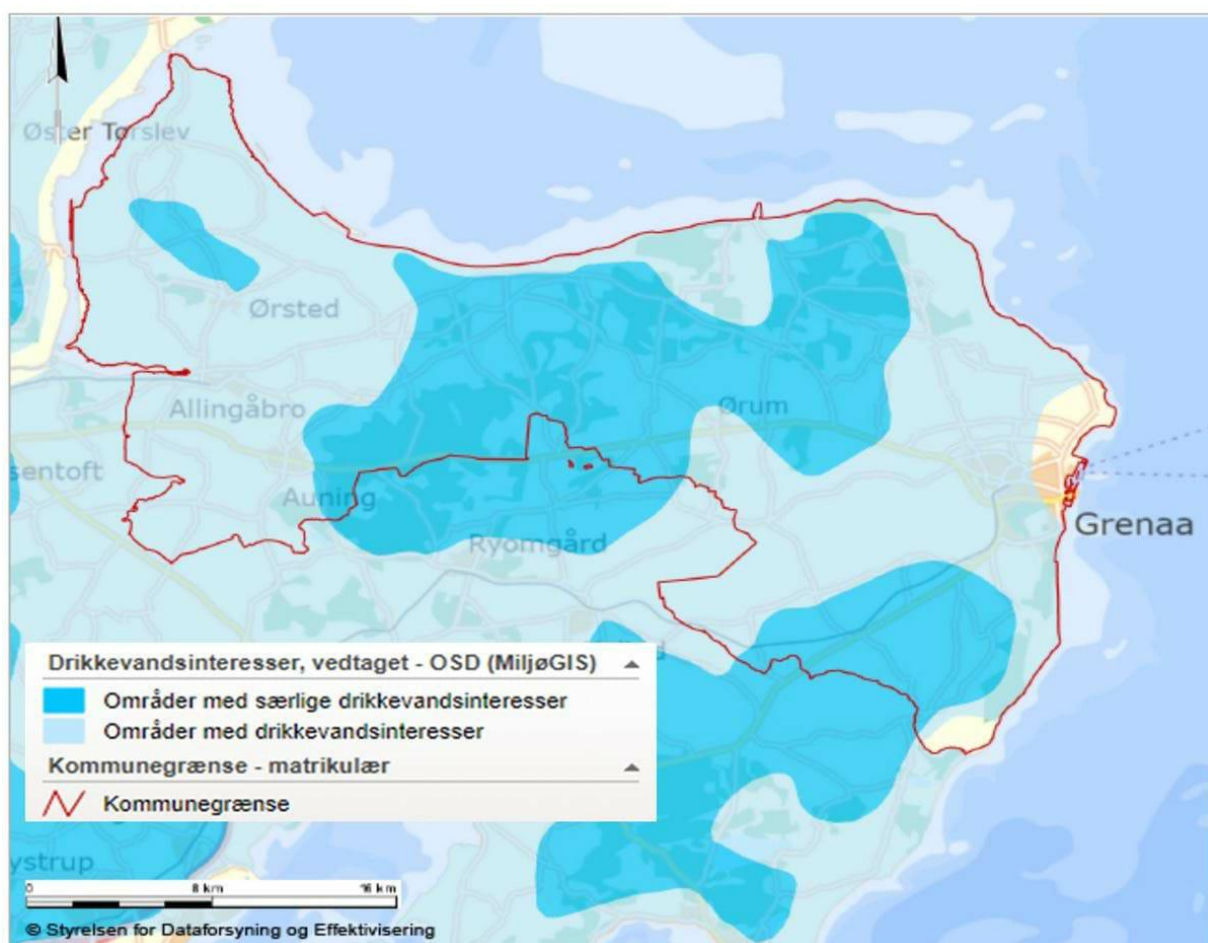 Øster Tørslev
Ørsted
Allingåbro
Ørum
sentoft
Auning
Grenaa
Ryomgård
Drikkevandsinteresser, vedtaget - OSD (MiljøGIS)
Områder med særlige drikkevandsinteresser
Områder med drikkevandsinteresser
Kommunegrænse - matrikulær
Kommunegrænse
ystrup
0 8 km 16 km
© Styrelsen for Dataforsyning og Effektivisering